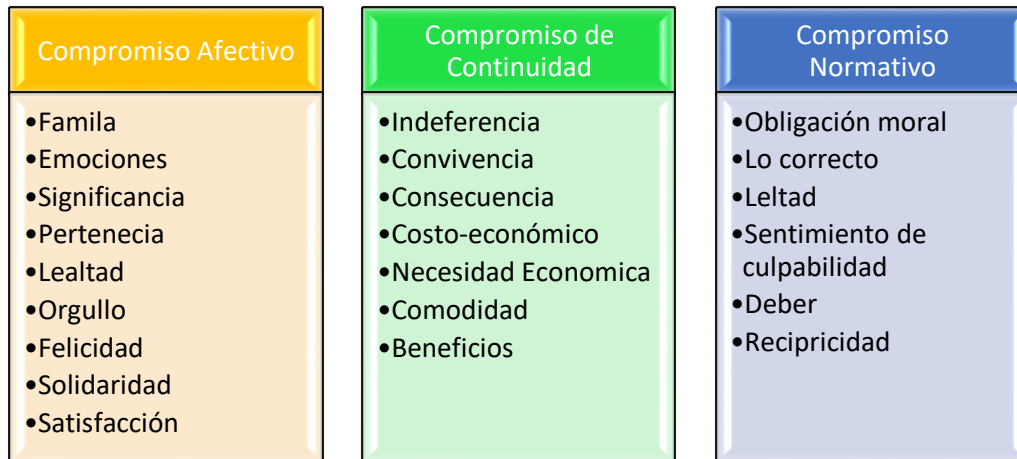 Compromiso Afectivo
•Famila
•Emociones
•Significancia
•Pertenecia
•Lealtad
•Orgullo
•Felicidad
•Solidaridad
•Satisfacción
Compromiso de
Continuidad
•Indeferencia
•Convivencia
•Consecuencia
•Costo-económico
•Necesidad Economica
•Comodidad
•Beneficios
Compromiso
Normativo
•Obligación moral
•Lo correcto
•Leltad
•Sentimiento de
culpabilidad
•Deber
•Recipricidad